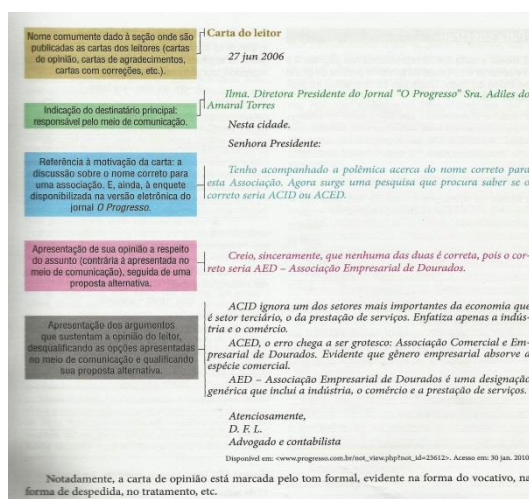 Nome comumente dado à seção onde são
publicadas as cartas dos leitores (cartas
de opinião, cartas de agradecimentos,
cartas com correções, etc.).
Carta do leitor
27 jun 2006
Indicação do destinatário principal:
responsável pelo meio de comunicação.
Ilma. Diretora Presidente do Jornal "O Progresso" Sra. Adiles do
Amaral Torres
Nesta cidade.
Senhora Presidente:
Referência à motivação da carta: a
discussão sobre o nome correto para
uma associação. E, ainda, à enquete
disponibilizada na versão eletrônica do
jornal O Progresso.
Tenho acompanhado a polêmica acerca do nome correto para
esta Associação. Agora surge uma pesquisa que procura saber se o
correto seria ACID ou ACED.
Apresentação de sua opinião a respeito
do assunto (contrária à apresentada no
meio de comunicação), seguida de uma
proposta alternativa.
Creio, sinceramente, que nenhuma das duas é correta, pois o cor-
reto seria AED – Associação Empresarial de Dourados.
Apresentação dos argumentos
que sustentam a opinião do leitor,
desqualificando as opções apresentadas
no meio de comunicação e qualificando
sua proposta alternativa.
ACID ignora um dos setores mais importantes da economia que
é setor terciário, o da prestação de serviços. Enfatiza apenas a indús-
tria e o comércio.
ACED, o erro chega a ser grotesco: Associação Comercial e Em-
presarial de Dourados. Evidente que gênero empresarial absorve a
espécie comercial.
AED – Associação Empresarial de Dourados é uma designação
genérica que inclui a indústria, o comércio e a prestação de serviços.
Atenciosamente,
D. F. L.
Advogado e contabilista
Disponível em: <www.progresso.com.br/not_view.php?not_id=23612>. Acesso em: 30 jan. 2010
Notadamente, a carta de opinião está marcada pelo tom formal, evidente na forma do vocativo, n
forma de despedida, no tratamento, etc.